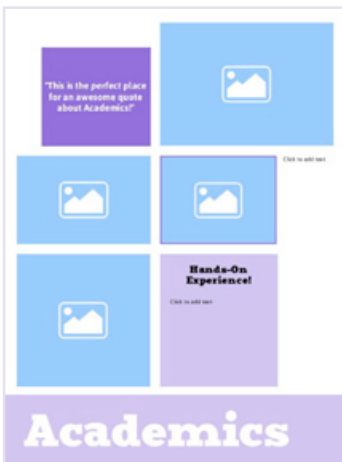 "This is the perfect place
for an awesome quote
about Academics!"
Click to add text
Hands-On
Experience!
Click to add text
Academics